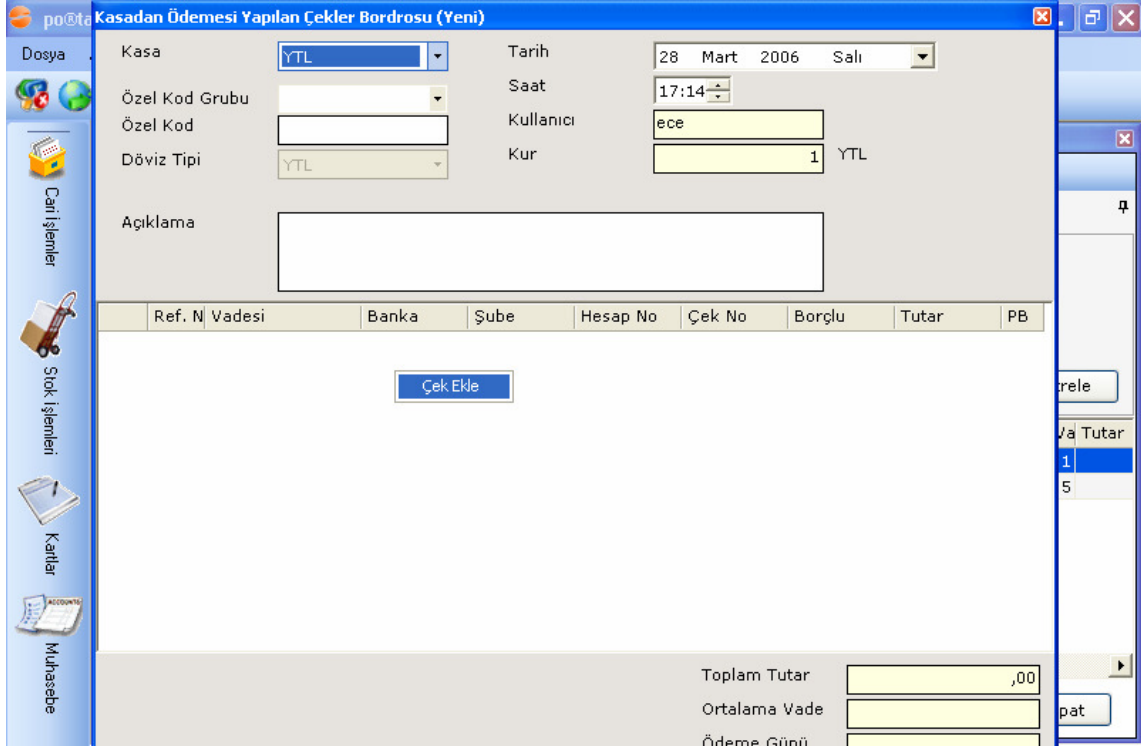 po®ta
Kasadan Ödemesi Yapılan Çekler Bordrosu (Yeni)
Dosya
Kasa
YTL
Tarih
28 Mart 2006 Salı
Saat
17:14
Özel Kod Grubu
Özel Kod
Kullanıcı
ece
Döviz Tipi
YTL
Kur
1 YTL
Açıklama
Ref. N Vadesi Banka Şube Hesap No Çek No Borçlu Tutar PB
Çek Ekle
Cari İşlemler
Stok İşlemleri
Kartlar
ACCOUNTS
Muhasebe
trele
Va Tutar
1
5
Toplam Tutar
,00
Ortalama Vade
Ödeme Günü
pat